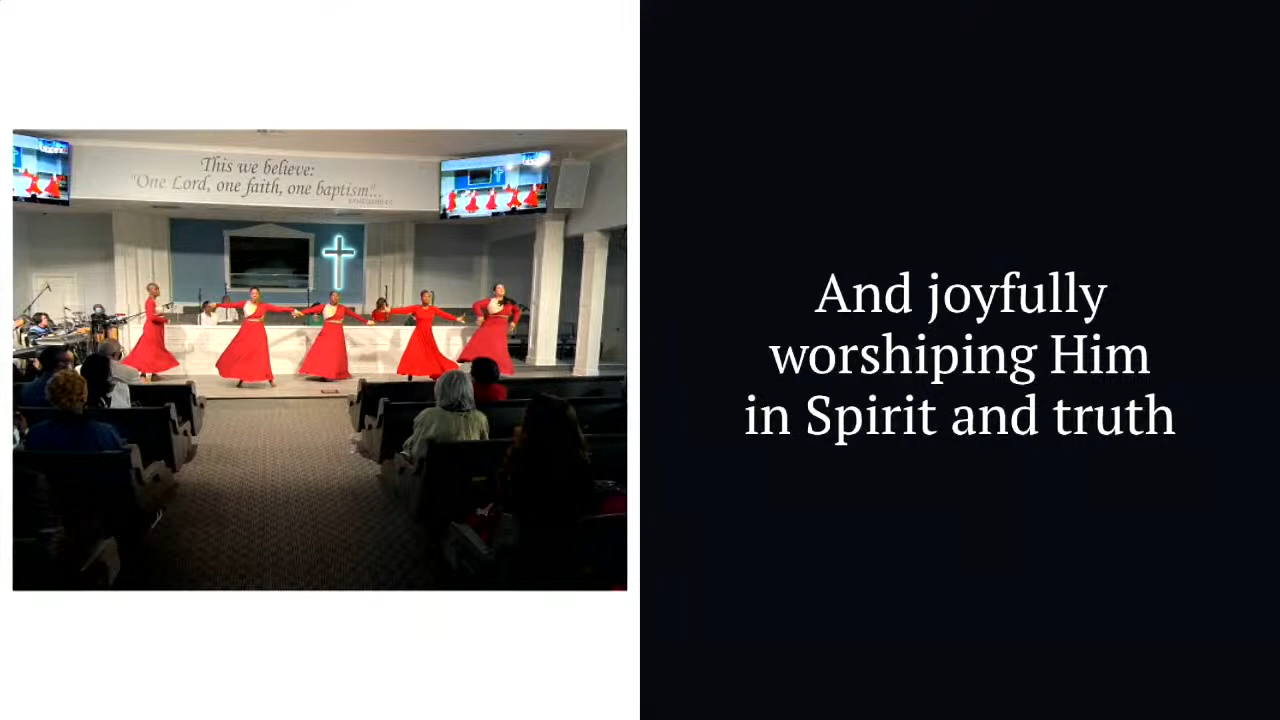 This we believe:
"One Lord, one faith, one baptism"...
And joyfully
worshiping Him
in Spirit and truth